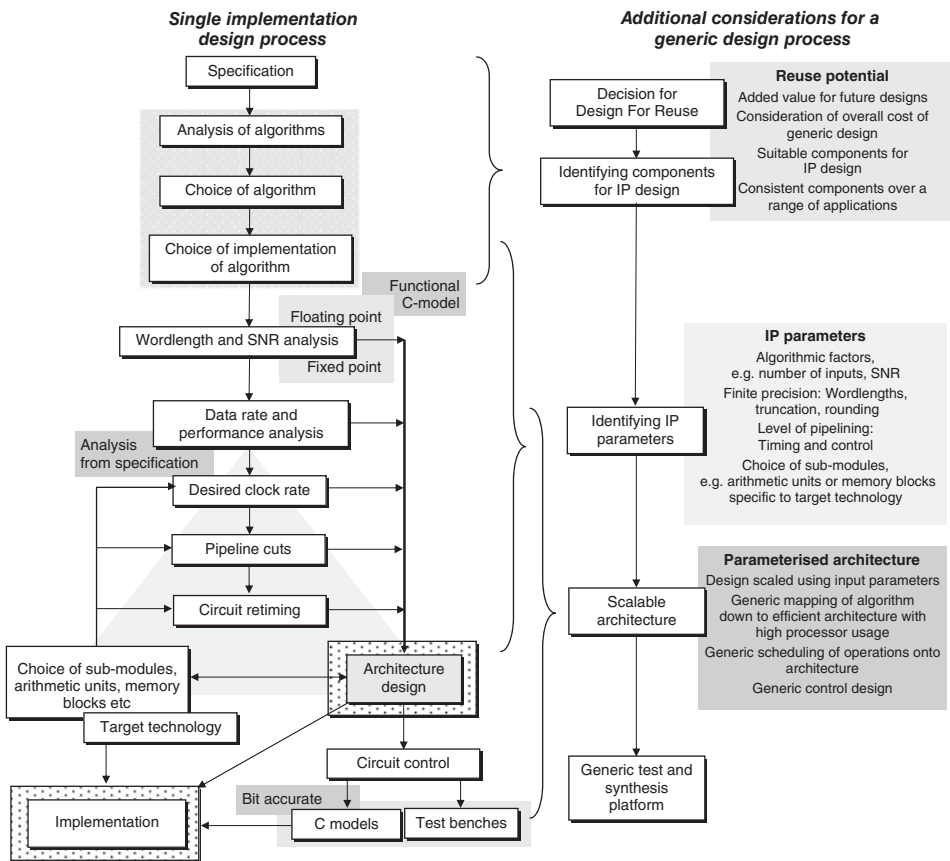 Single implementation
design process
Specification
Analysis of algorithms
Choice of algorithm
Choice of implementation
of algorithm
Functional
C-model
Floating point
Wordlength and SNR analysis
Fixed point
Data rate and
performance analysis
Analysis
from specification
Desired clock rate
Pipeline cuts
Circuit retiming
Choice of sub-modules,
arithmetic units, memory
blocks etc
Target technology
Architecture
design
Circuit control
Bit accurate
C models
Test benches
Implementation
Additional considerations for a
generic design process
Decision for
Design For Reuse
Identifying components
for IP design
Reuse potential
Added value for future designs
Consideration of overall cost of
generic design
Suitable components for
IP design
Consistent components over a
range of applications
Identifying IP
parameters
IP parameters
Algorithmic factors,
e.g. number of inputs, SNR
Finite precision: Wordlengths,
truncation, rounding
Level of pipelining:
Timing and control
Choice of sub-modules,
e.g. arithmetic units or memory blocks
specific to target technology
Scalable
architecture
Parameterised architecture
Design scaled using input parameters
Generic mapping of algorithm
down to efficient architecture with
high processor usage
Generic scheduling of operations onto
architecture
Generic control design
Generic test and
synthesis
platform